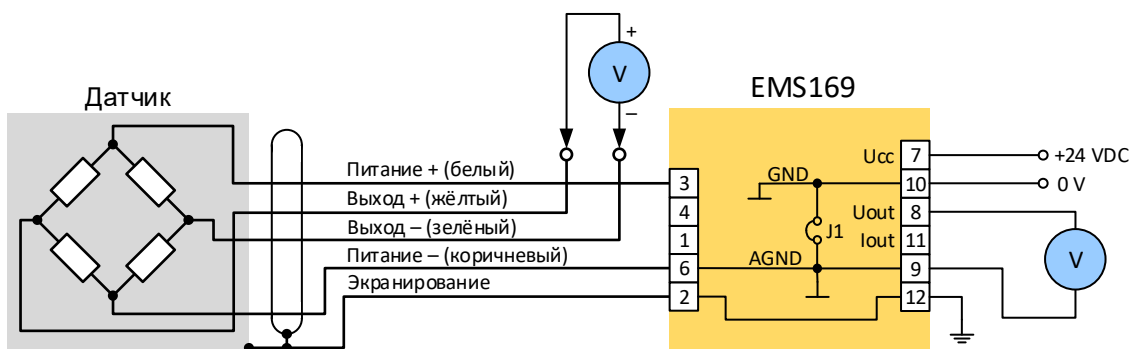 +
V
–
EMS169
Датчик
Питание + (белый)
Выход + (жёлтый)
Выход – (зелёный)
Питание – (коричневый)
Экранирование
3
4
1
6
2
GND
J1
AGND
Ucc
Uout
Iout
7
10
8
11
9
12
+24 VDC
0 V
V